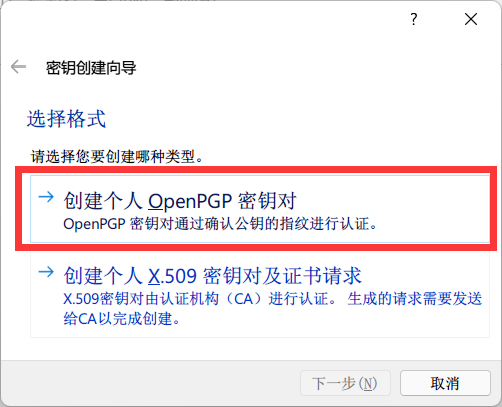 ?
密钥创建向导
选择格式
请选择您要创建哪种类型。
创建个人 OpenPGP 密钥对
OpenPGP 密钥对通过确认公钥的指纹进行认证。
创建个人 X.509 密钥对及证书请求
X.509密钥对由认证机构（CA）进行认证。 生成的请求需要发送
给CA以完成创建。
下一步(N)
取消